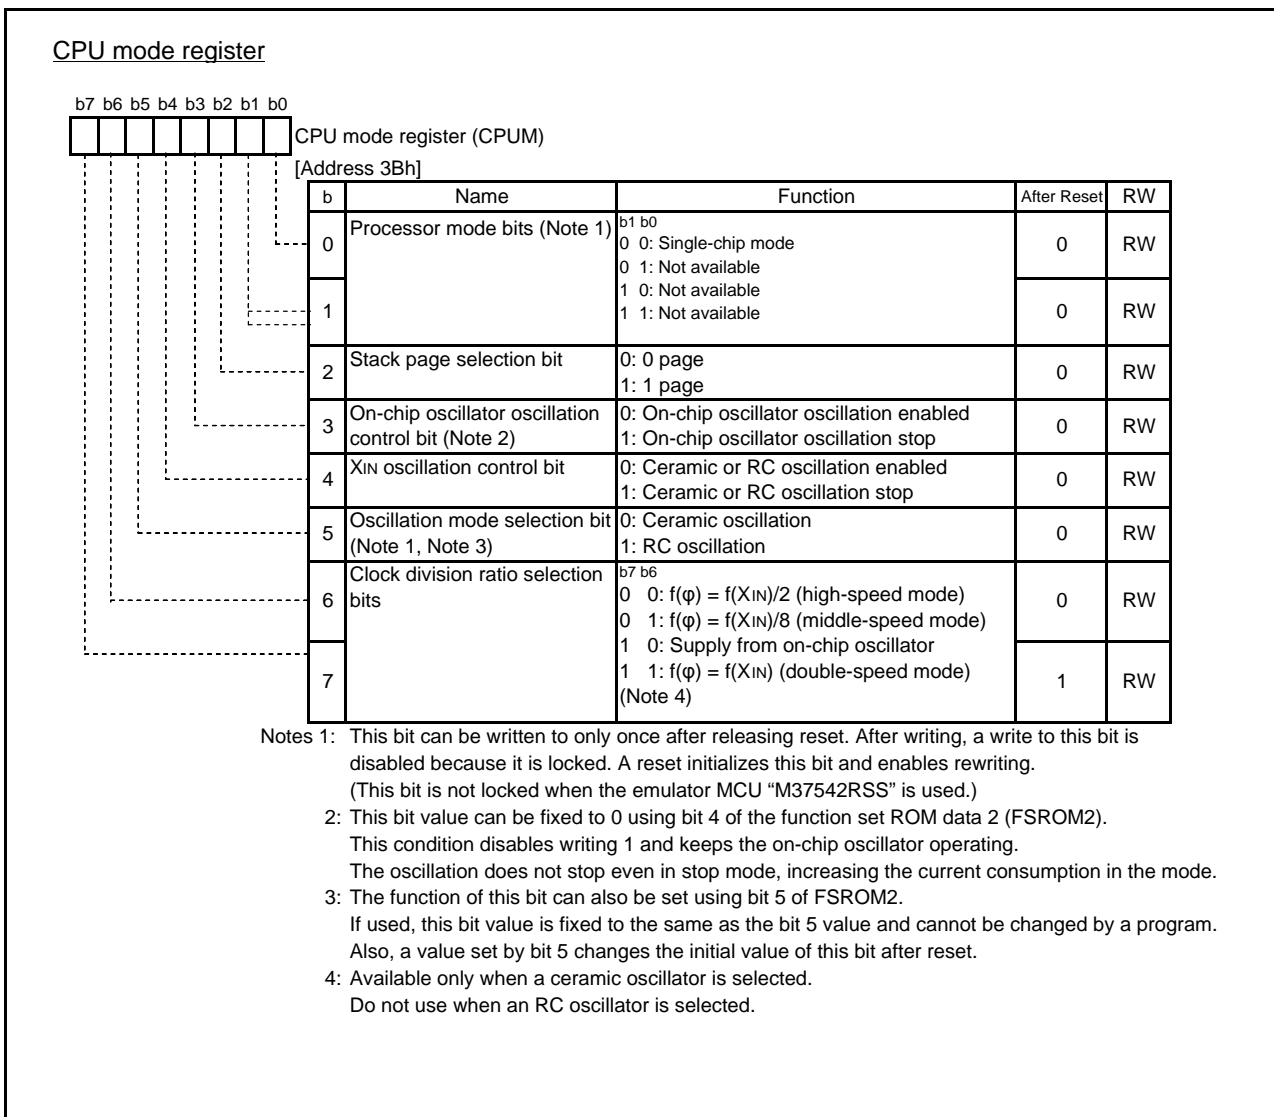 CPU mode register
b7 b6 b5 b4 b3 b2 b1 b0
CPU mode register (CPUM)
[Address 3Bh]
b Name Function After Reset RW
0 Processor mode bits (Note 1) b1 b0
0 0: Single-chip mode
0 1: Not available
0 RW
1 1 0: Not available
1 1: Not available
0 RW
2 Stack page selection bit 0: 0 page
1: 1 page
0 RW
3 On-chip oscillator oscillation
control bit (Note 2)
0: On-chip oscillator oscillation enabled
1: On-chip oscillator oscillation stop
0 RW
4 XIN oscillation control bit 0: Ceramic or RC oscillation enabled
1: Ceramic or RC oscillation stop
0 RW
5 Oscillation mode selection bit
(Note 1, Note 3)
0: Ceramic oscillation
1: RC oscillation
0 RW
6 Clock division ratio selection
bits
b7 b6
0 0: f(φ) = f(XIN)/2 (high-speed mode)
0 1: f(φ) = f(XIN)/8 (middle-speed mode)
0 RW
7 1 0: Supply from on-chip oscillator
1 1: f(φ) = f(XIN) (double-speed mode)
(Note 4)
1 RW
Notes 1: This bit can be written to only once after releasing reset. After writing, a write to this bit is
disabled because it is locked. A reset initializes this bit and enables rewriting.
(This bit is not locked when the emulator MCU “M37542RSS” is used.)
2: This bit value can be fixed to 0 using bit 4 of the function set ROM data 2 (FSROM2).
This condition disables writing 1 and keeps the on-chip oscillator operating.
The oscillation does not stop even in stop mode, increasing the current consumption in the mode.
3: The function of this bit can also be set using bit 5 of FSROM2.
If used, this bit value is fixed to the same as the bit 5 value and cannot be changed by a program.
Also, a value set by bit 5 changes the initial value of this bit after reset.
4: Available only when a ceramic oscillator is selected.
Do not use when an RC oscillator is selected.